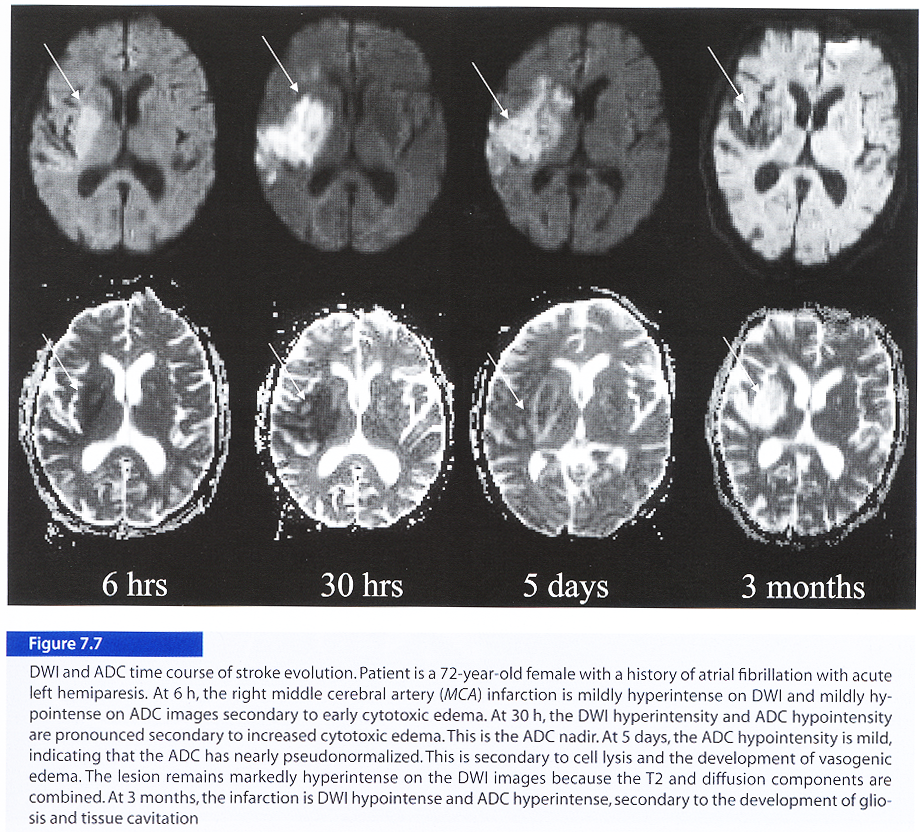 6 hrs 30 hrs 5 days 3 months
Figure 7.7
DWI and ADC time course of stroke evolution. Patient is a 72-year-old female with a history of atrial fibrillation with acute
left hemiparesis. At 6 h, the right middle cerebral artery (MCA) infarction is mildly hyperintense on DWI and mildly hy-
pointense on ADC images secondary to early cytotoxic edema. At 30 h, the DWI hyperintensity and ADC hypointensity
are pronounced secondary to increased cytotoxic edema. This is the ADC nadir. At 5 days, the ADC hypointensity is mild,
indicating that the ADC has nearly pseudonormalized. This is secondary to cell lysis and the development of vasogenic
edema. The lesion remains markedly hyperintense on the DWI images because the T2 and diffusion components are
combined. At 3 months, the infarction is DWI hypointense and ADC hyperintense, secondary to the development of glio-
sis and tissue cavitation